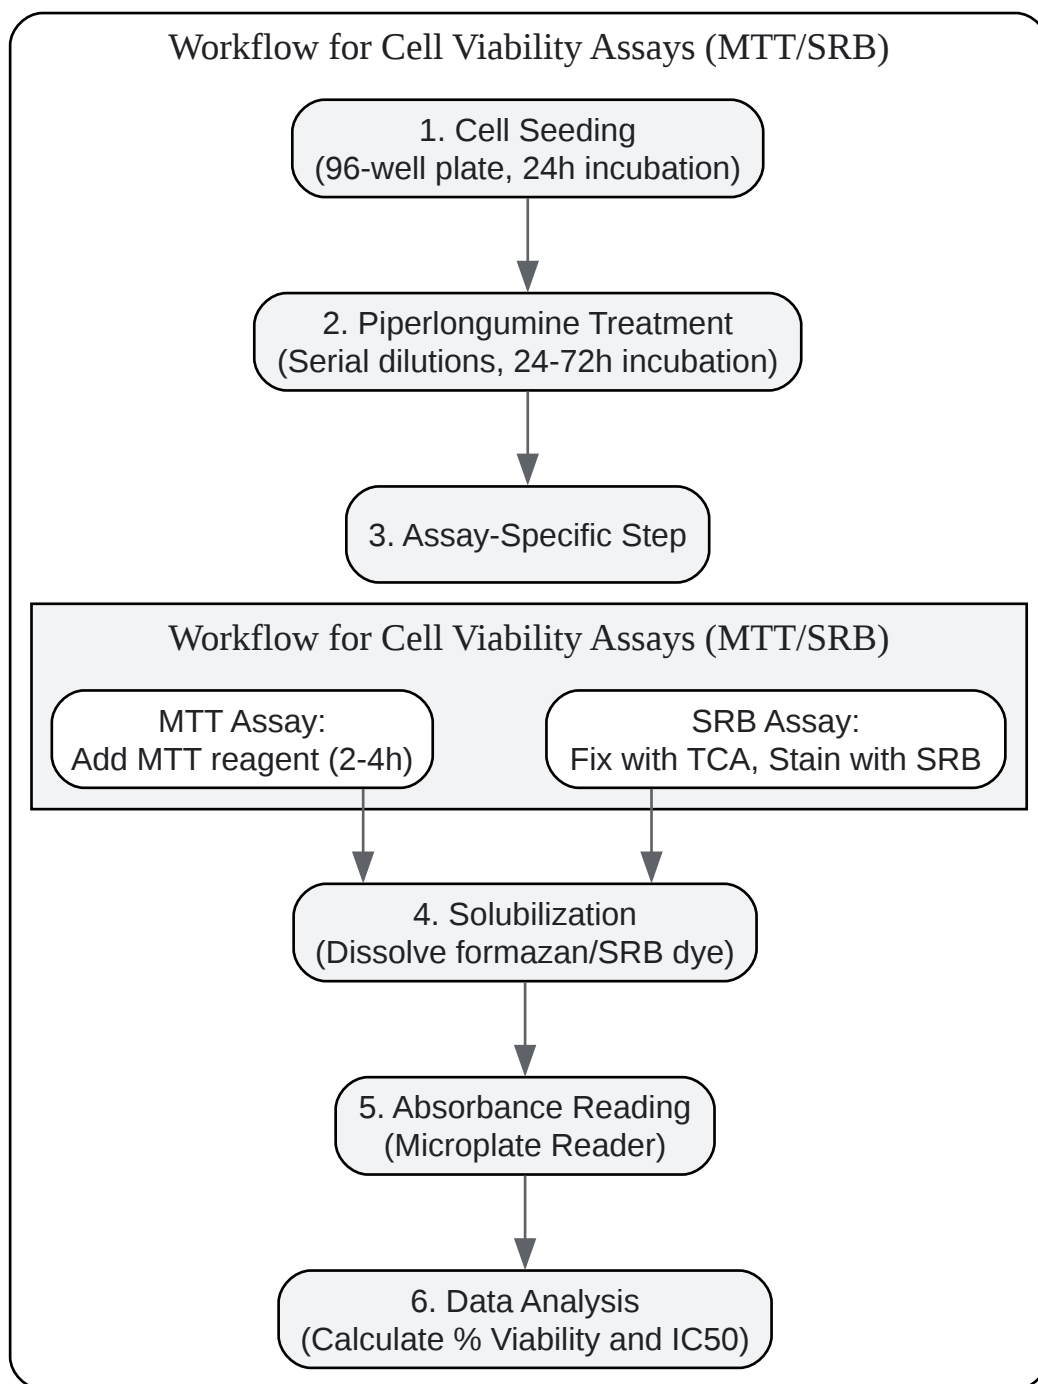 Workflow for Cell Viability Assays (MTT/SRB)
1. Cell Seeding
(96-well plate, 24h incubation)
2. Piperlongumine Treatment
(Serial dilutions, 24-72h incubation)
3. Assay-Specific Step
Workflow for Cell Viability Assays (MTT/SRB)
MTT Assay:
Add MTT reagent (2-4h)
SRB Assay:
Fix with TCA, Stain with SRB
4. Solubilization
(Dissolve formazan/SRB dye)
5. Absorbance Reading
(Microplate Reader)
6. Data Analysis
(Calculate % Viability and IC50)